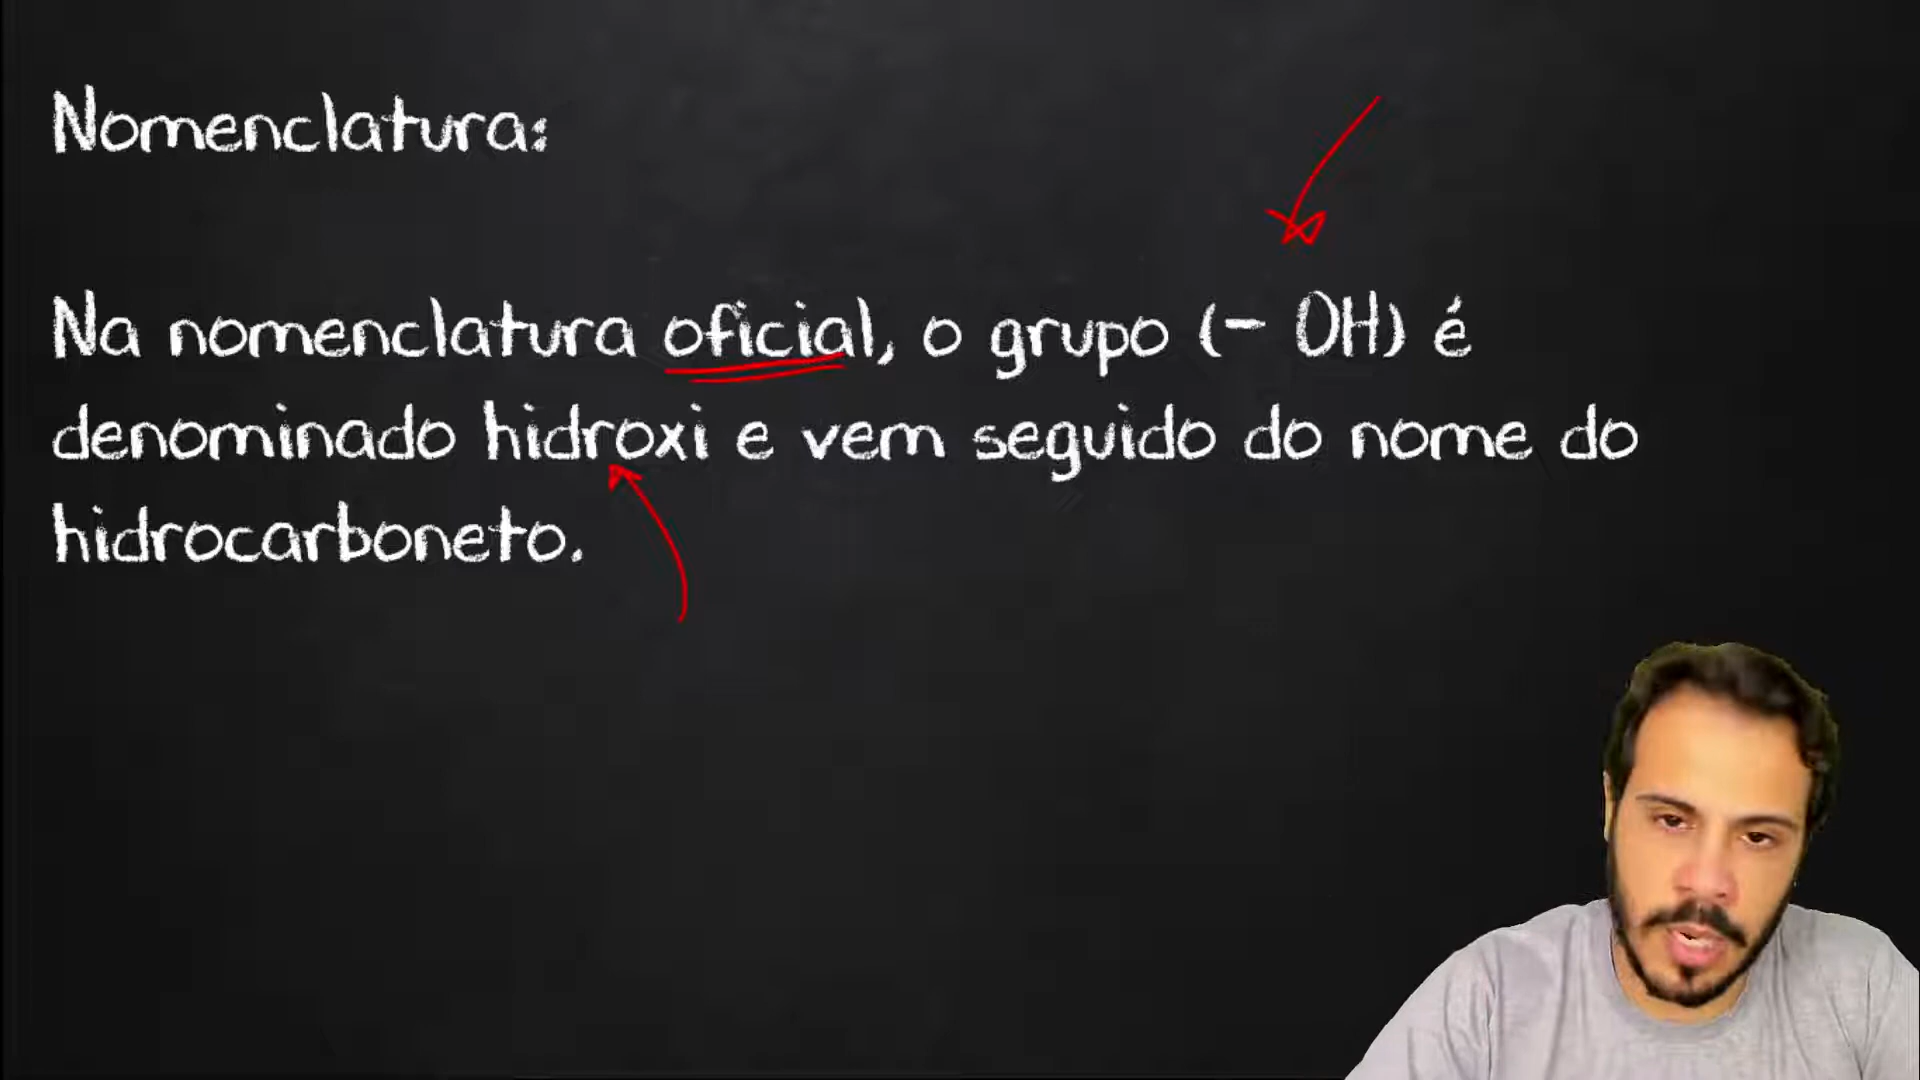 Nomenclatura:
Na nomenclatura oficial, o grupo (- OH) é
denominado hidroxi e vem seguido do nome do
hidrocarboneto.